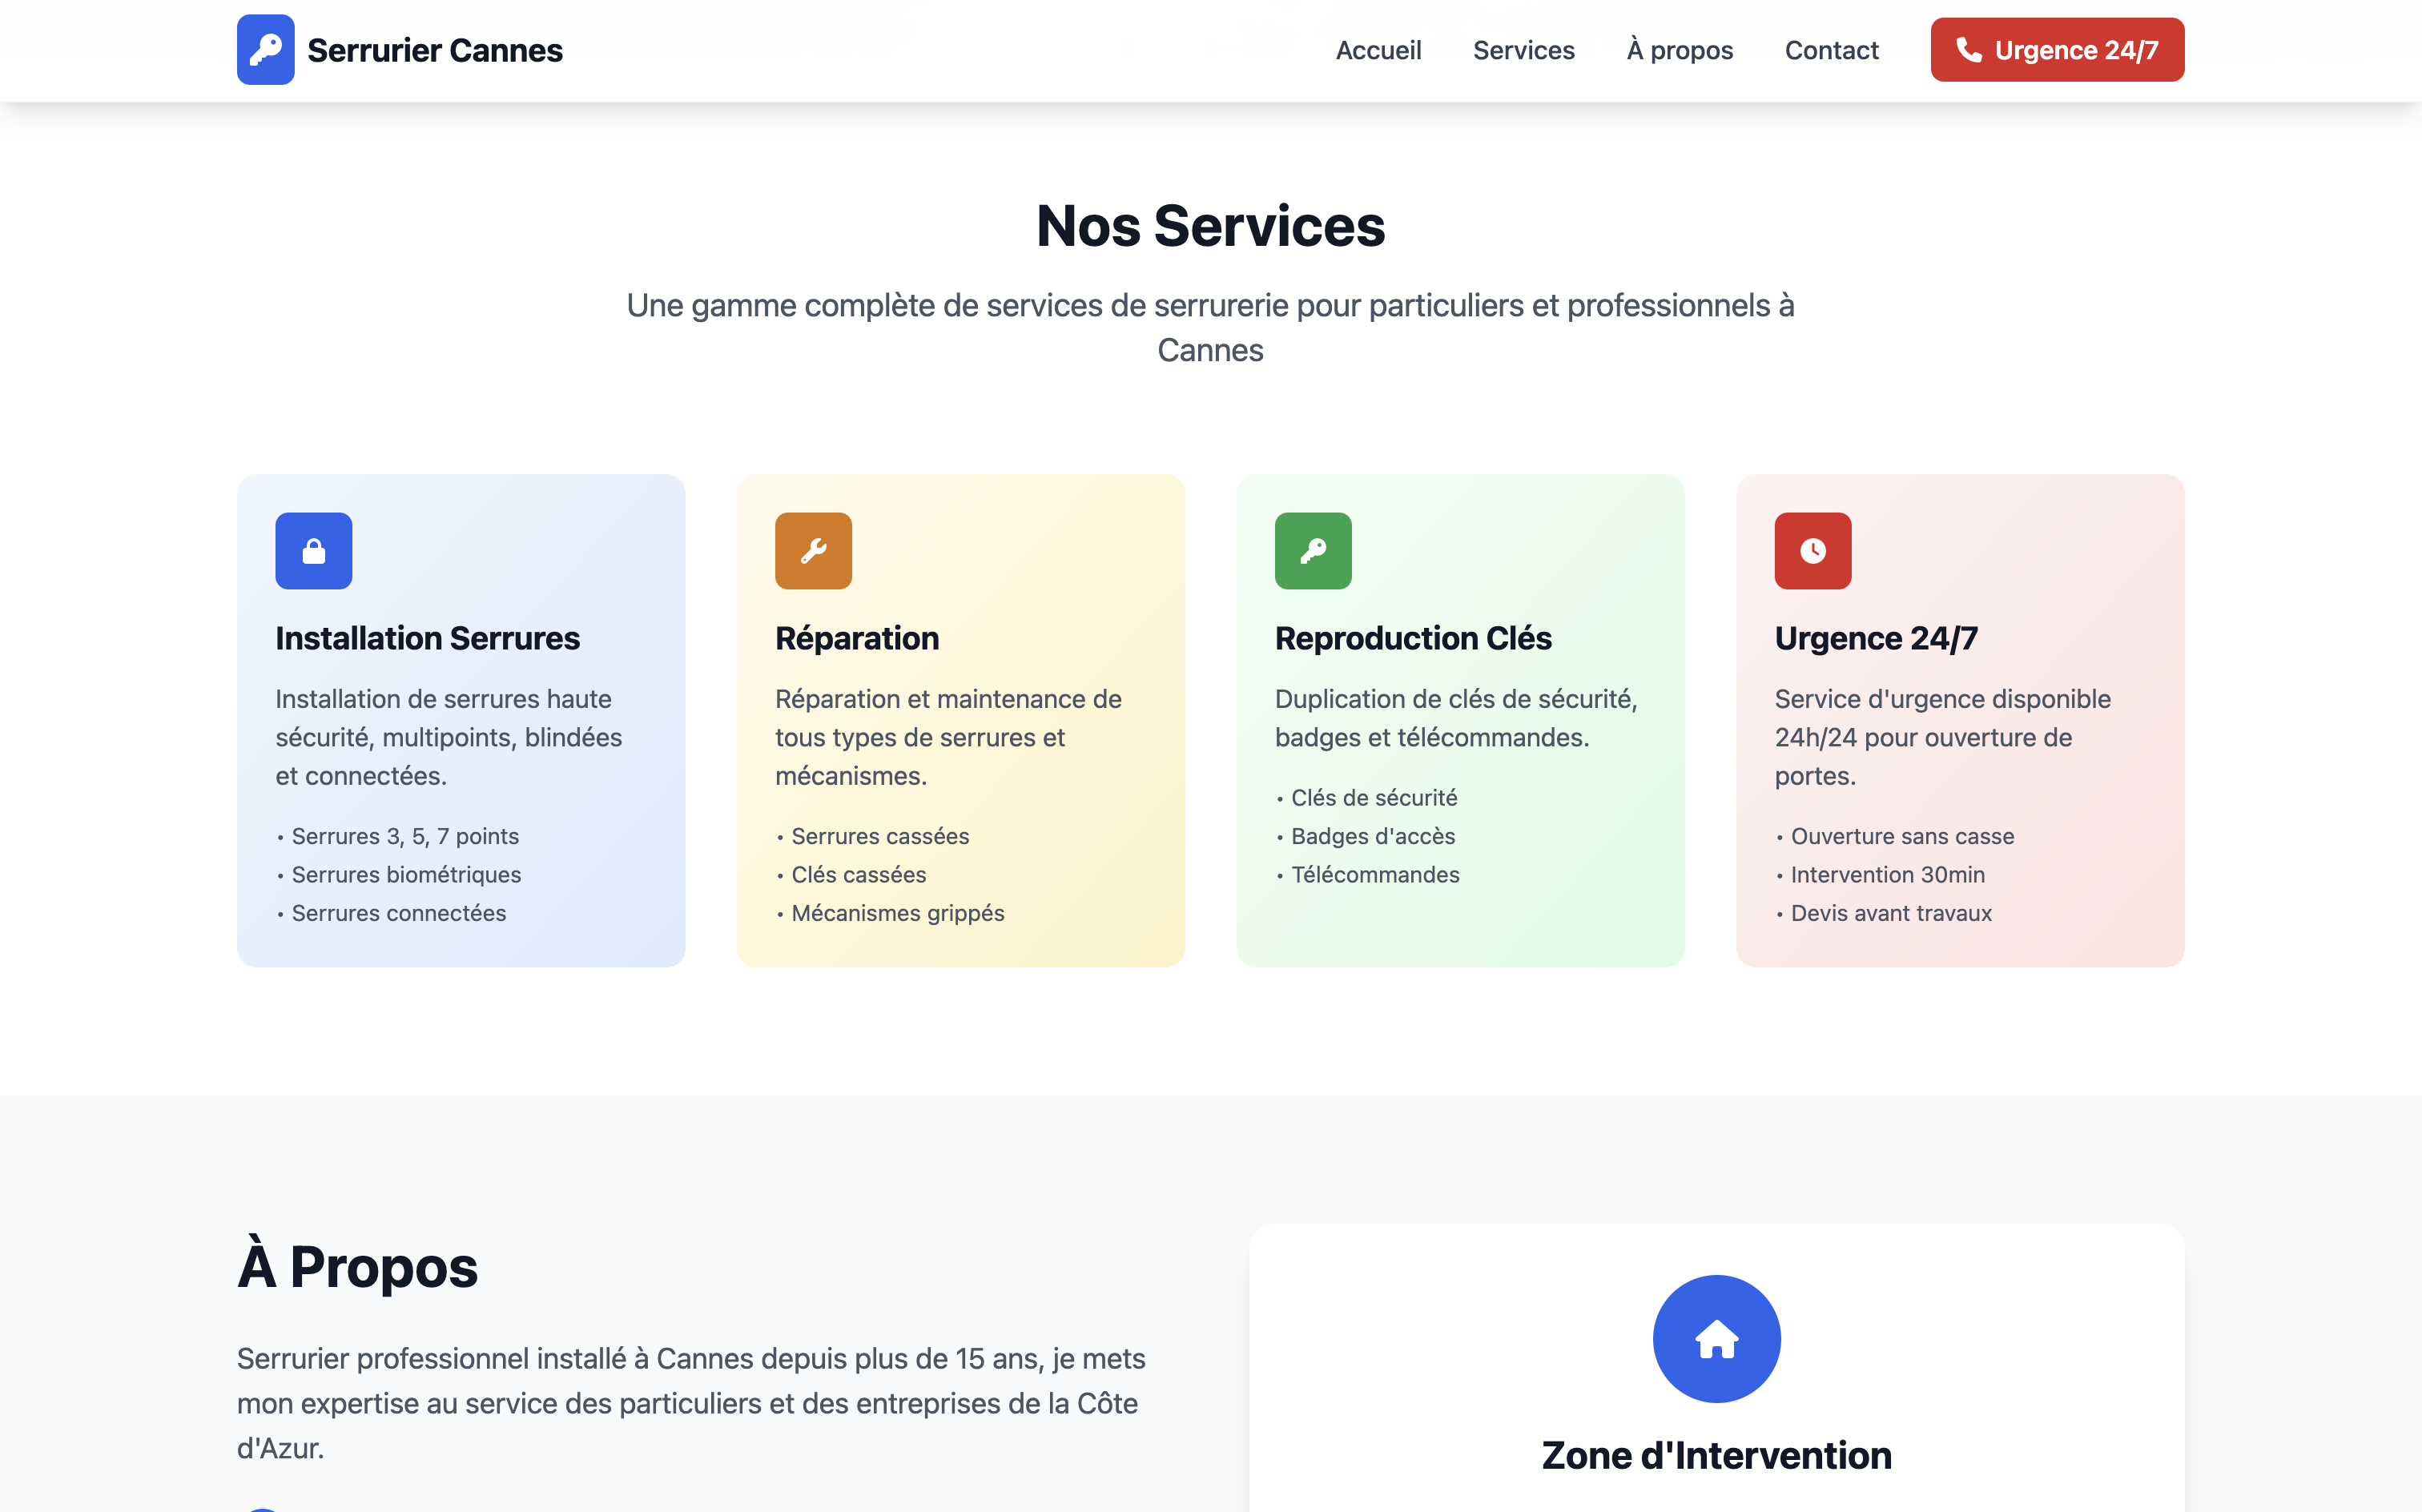 Serrurier Cannes
Accueil
Services
À propos
Contact
Urgence 24/7
Nos Services
Une gamme complète de services de serrurerie pour particuliers et professionnels à
Cannes
Installation Serrures
Installation de serrures haute
sécurité, multipoints, blindées
et connectées.
• Serrures 3, 5, 7 points
• Serrures biométriques
• Serrures connectées
Réparation
Réparation et maintenance de
tous types de serrures et
mécanismes.
• Serrures cassées
• Clés cassées
• Mécanismes grippés
Reproduction Clés
Duplication de clés de sécurité,
badges et télécommandes.
• Clés de sécurité
• Badges d'accès
• Télécommandes
Urgence 24/7
Service d'urgence disponible
24h/24 pour ouverture de
portes.
• Ouverture sans casse
• Intervention 30min
• Devis avant travaux
À Propos
Serrurier professionnel installé à Cannes depuis plus de 15 ans, je mets
mon expertise au service des particuliers et des entreprises de la Côte
d'Azur.
Zone d'Intervention